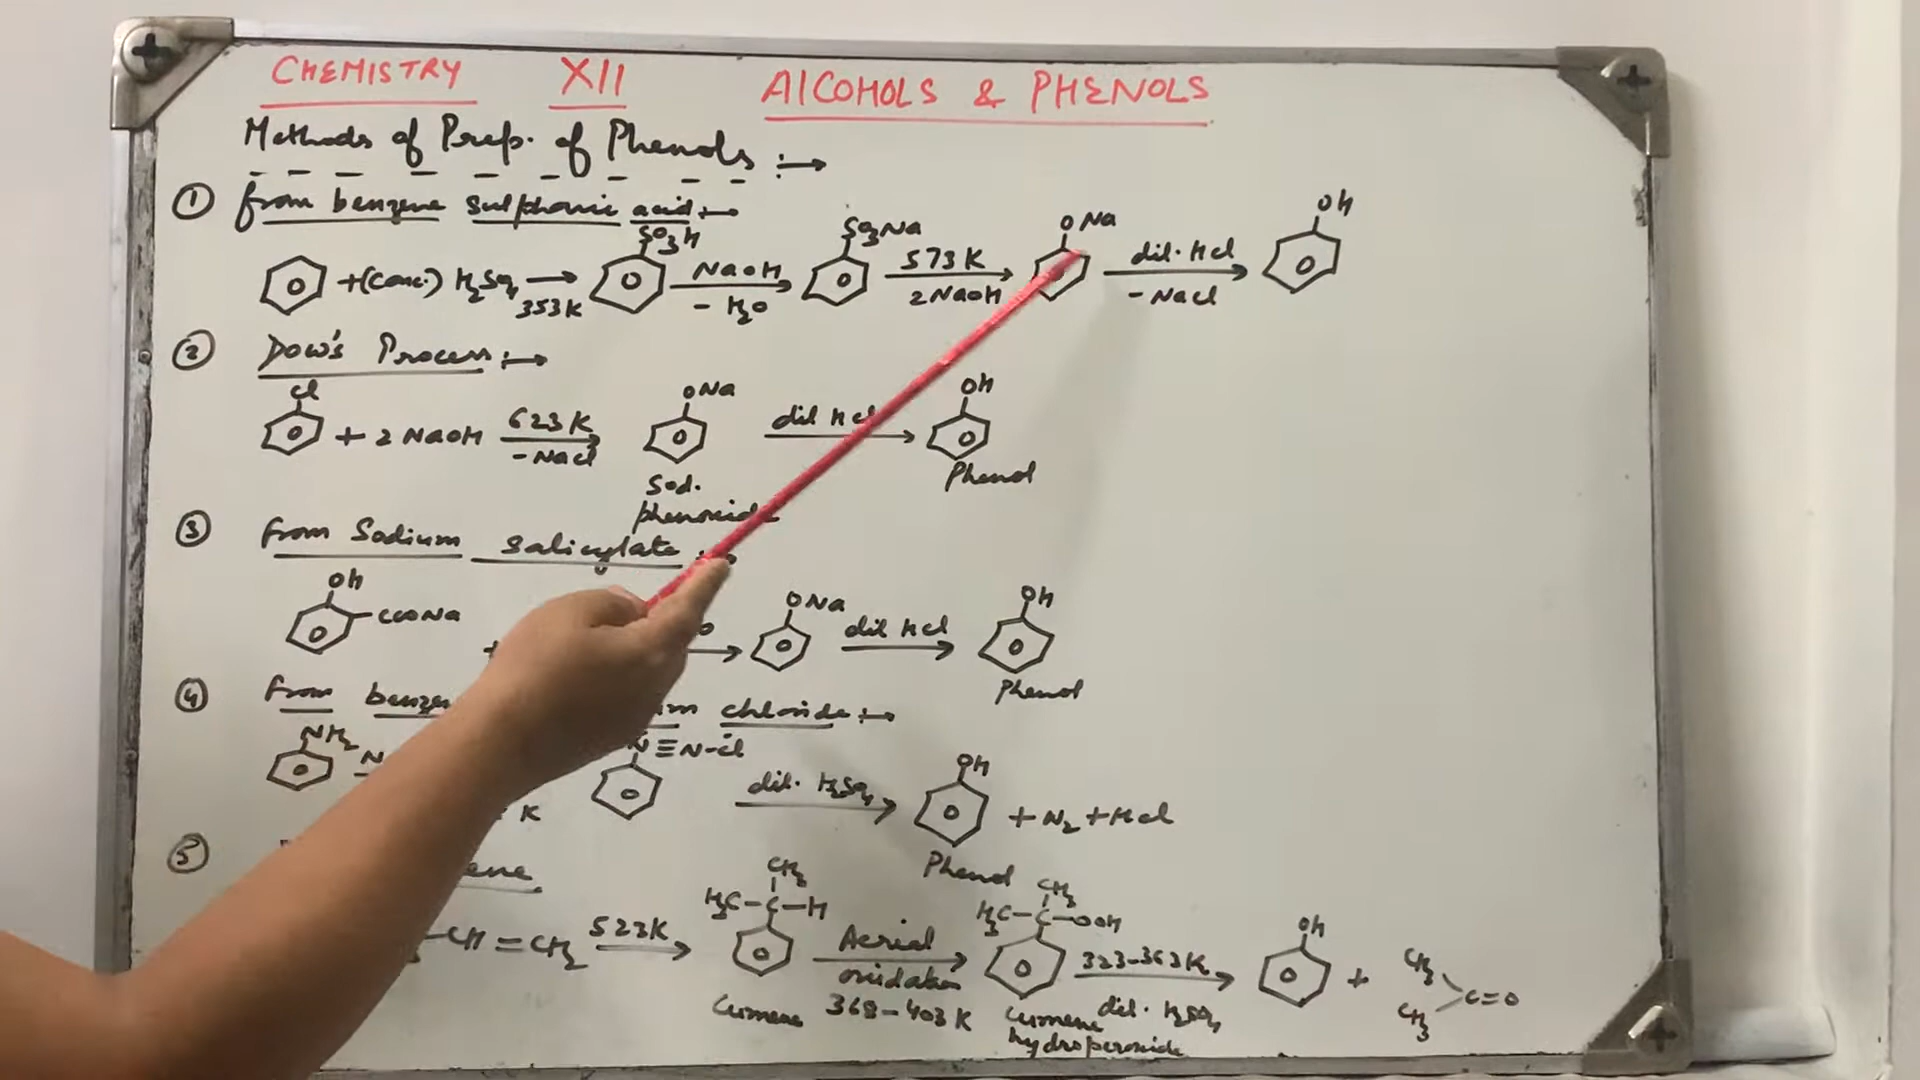 CHEMISTRY XII ALCOHOLS & PHENOLS
Methods of Prep. of Phenols :→
① from benzene sulphonic acid :→
SO3H SO3Na ONa OH
+(Conc.) H2SO4 → 353K NaOH → - H2O 573K → 2NaOH dil. HCl → - NaCl
② Dow's Process :→
Cl ONa OH
+ 2 NaOH 623K → - NaCl dil HCl →
Sod. phenoxide Phenol
③ from Sodium salicylate :→
OH COONa ONa OH
+ → dil HCl →
Phenol
④ From chloride :→
NH2 N≡N-Cl OH
K dil. H2SO4 → + N2 + HCl
Phenol
⑤
CH3 CH3
H3C-C-H H3C-C-OOH OH
-CH=CH2 523K → Aerial oxidation → 323-363K → + CH3 CH3 C=O
Cumene 368-403K Cumene hydroperoxide dil. H2SO4